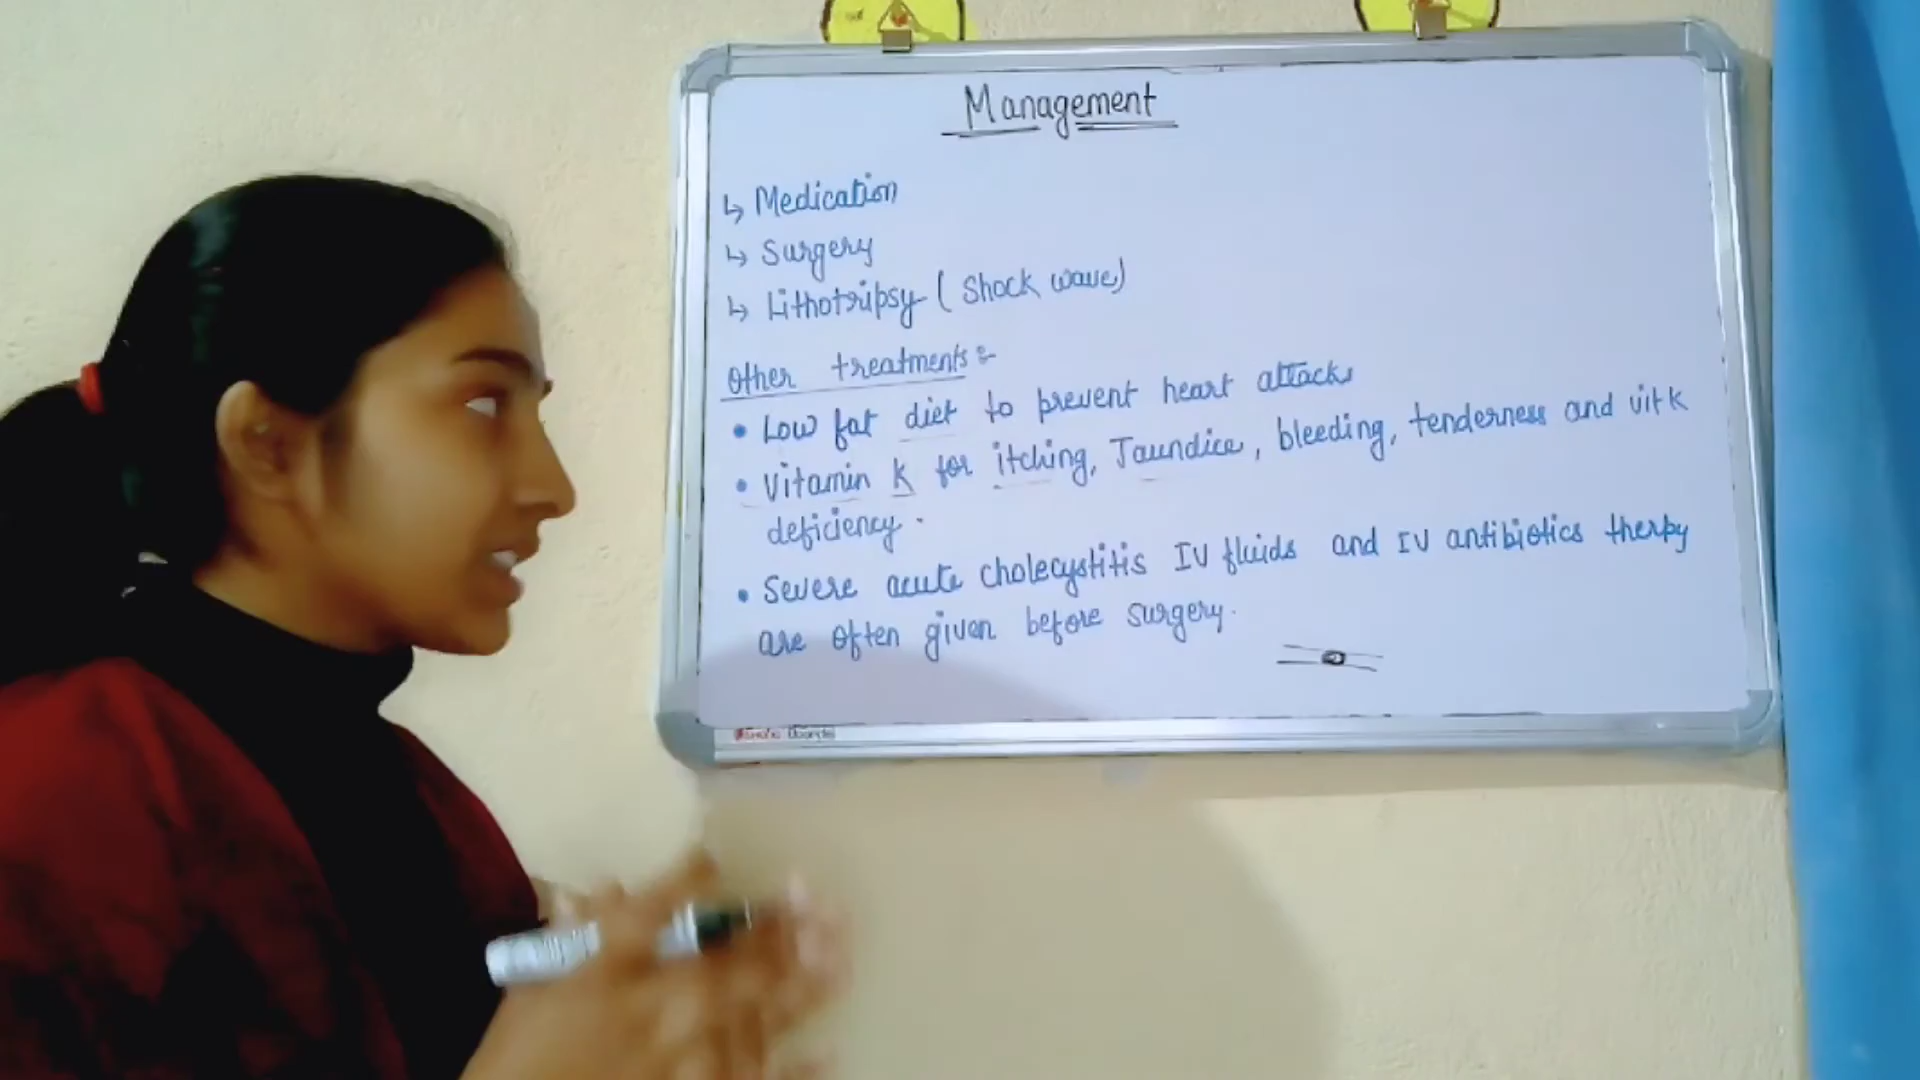 Management
↳ Medication
↳ Surgery
↳ Lithotripsy ( Shock wave)
Other treatments :-
• Low fat diet to prevent heart attacks
• Vitamin K for itching, Jaundice, bleeding, tenderness and vit k
deficiency.
• Severe acute cholecystitis IV fluids and IV antibiotics therpy
are often given before surgery.